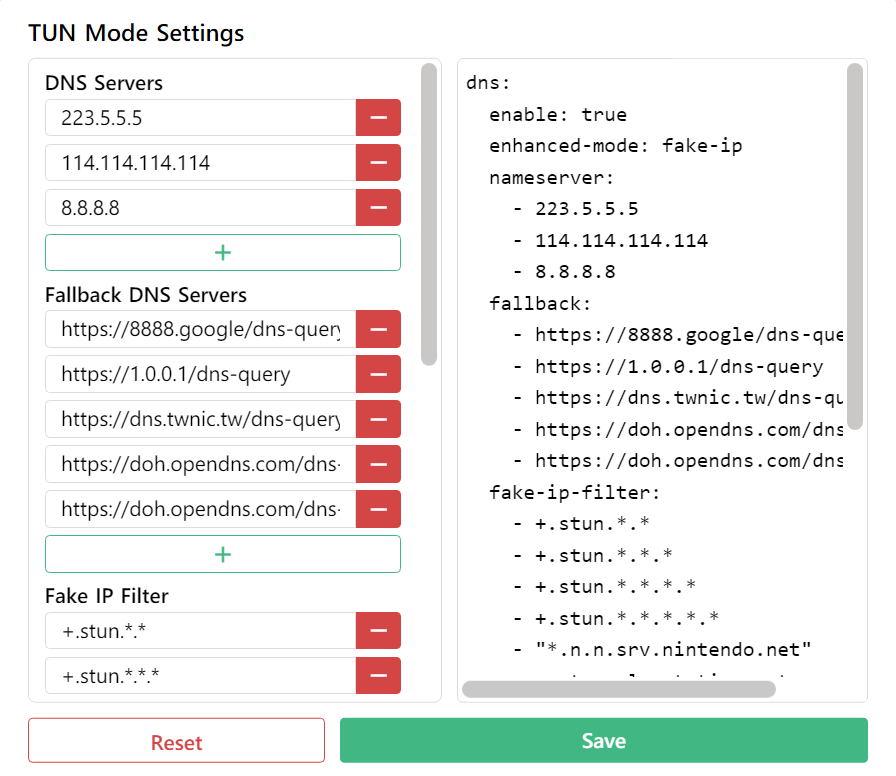 TUN Mode Settings
DNS Servers
223.5.5.5
114.114.114.114
8.8.8.8
+
Fallback DNS Servers
https://8888.google/dns-query
https://1.0.0.1/dns-query
https://dns.twnic.tw/dns-query
https://doh.opendns.com/dns-
https://doh.opendns.com/dns-
+
Fake IP Filter
+.stun.*.*
+.stun.*.*.*
dns:
enable: true
enhanced-mode: fake-ip
nameserver:
- 223.5.5.5
- 114.114.114.114
- 8.8.8.8
fallback:
- https://8888.google/dns-que
- https://1.0.0.1/dns-query
- https://dns.twnic.tw/dns-qu
- https://doh.opendns.com/dns
- https://doh.opendns.com/dns
fake-ip-filter:
- +.stun.*.*
- +.stun.*.*.*
- +.stun.*.*.*.*
- +.stun.*.*.*.*.*
- "*.n.n.srv.nintendo.net"
Reset
Save